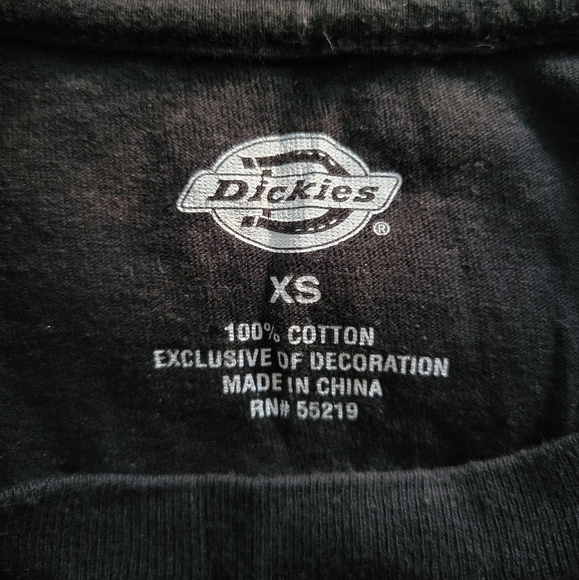 Dickies®
XS
100% COTTON
EXCLUSIVE OF DECORATION
MADE IN CHINA
RN# 55219